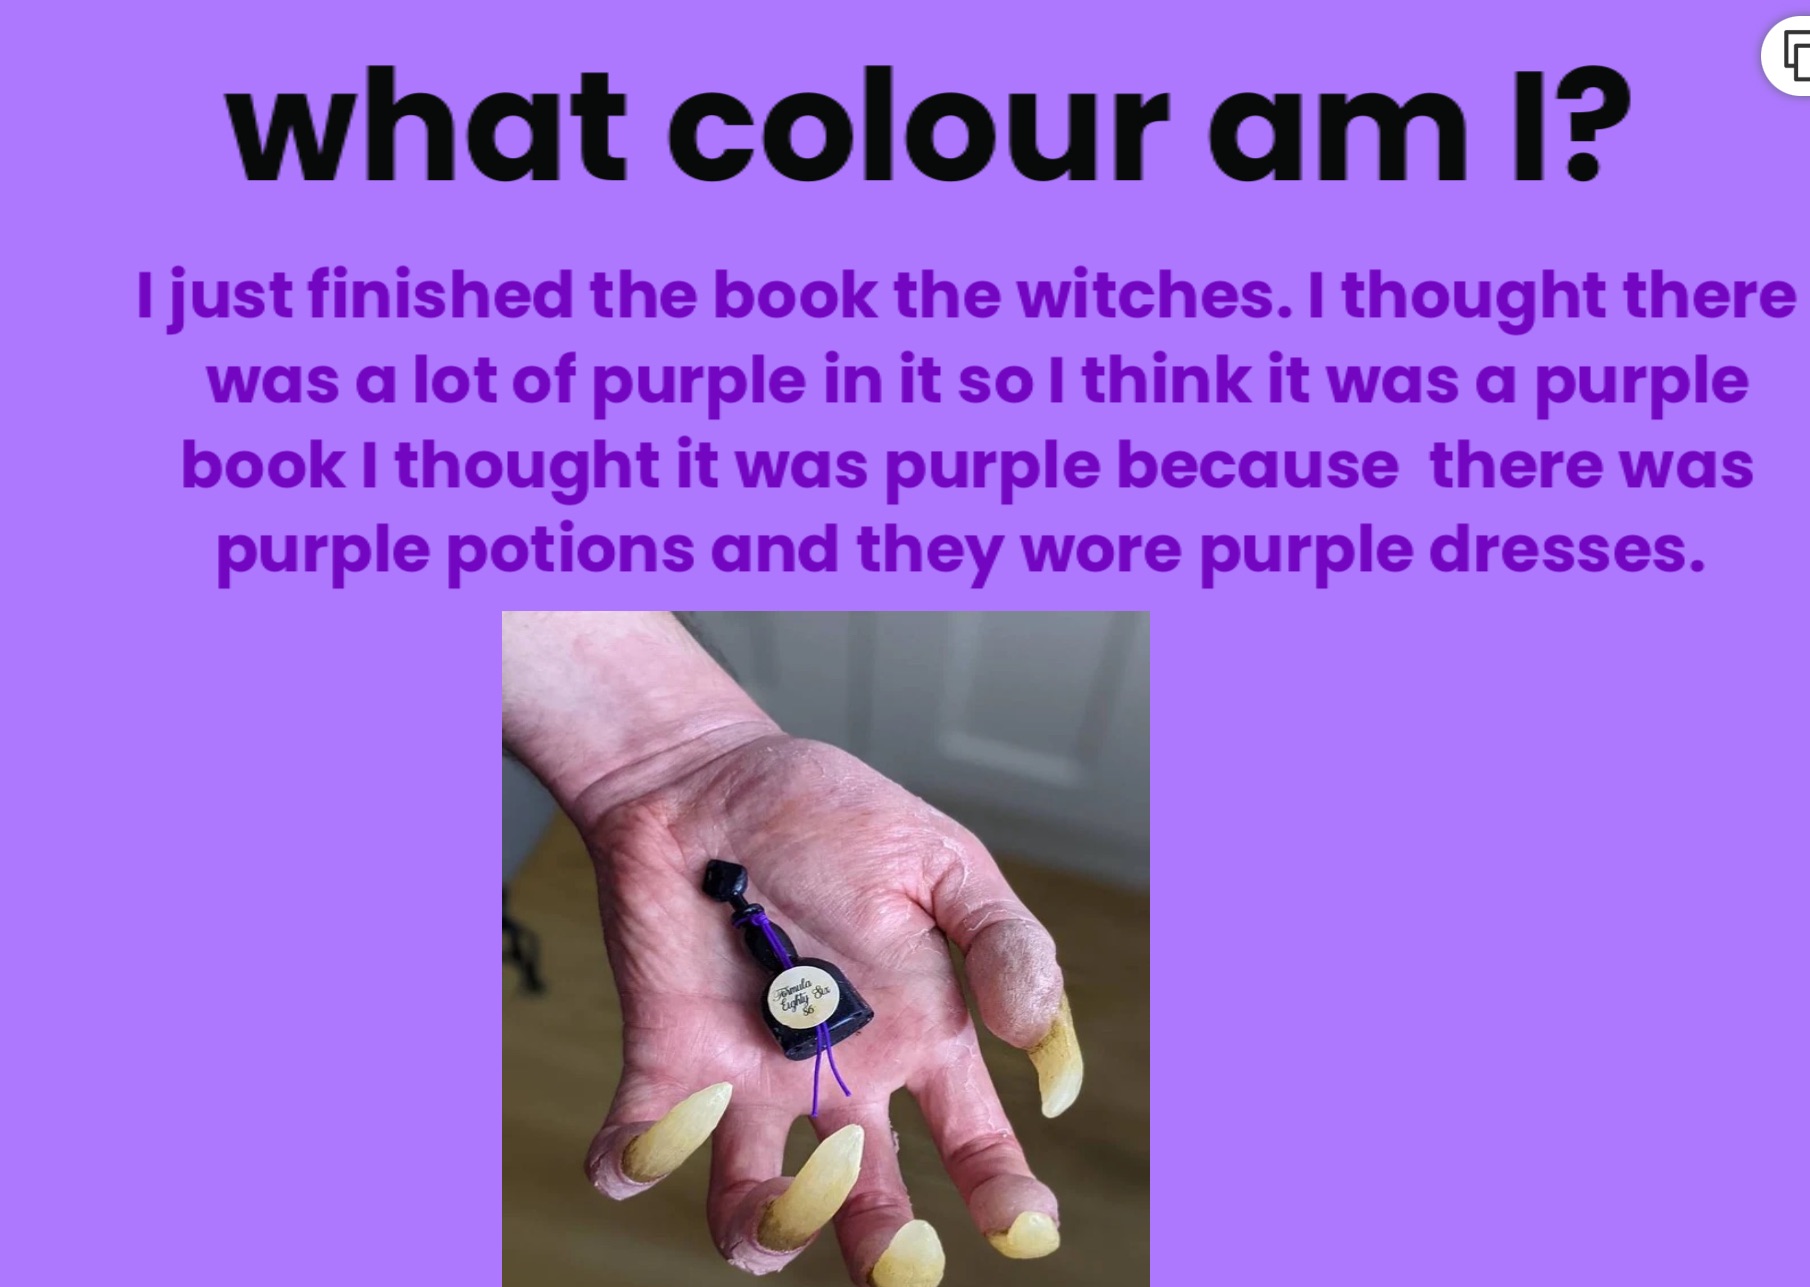 what colour am I?
I just finished the book the witches. I thought there
was a lot of purple in it so I think it was a purple
book I thought it was purple because  there was
purple potions and they wore purple dresses.
Formula
Eighty Six
86